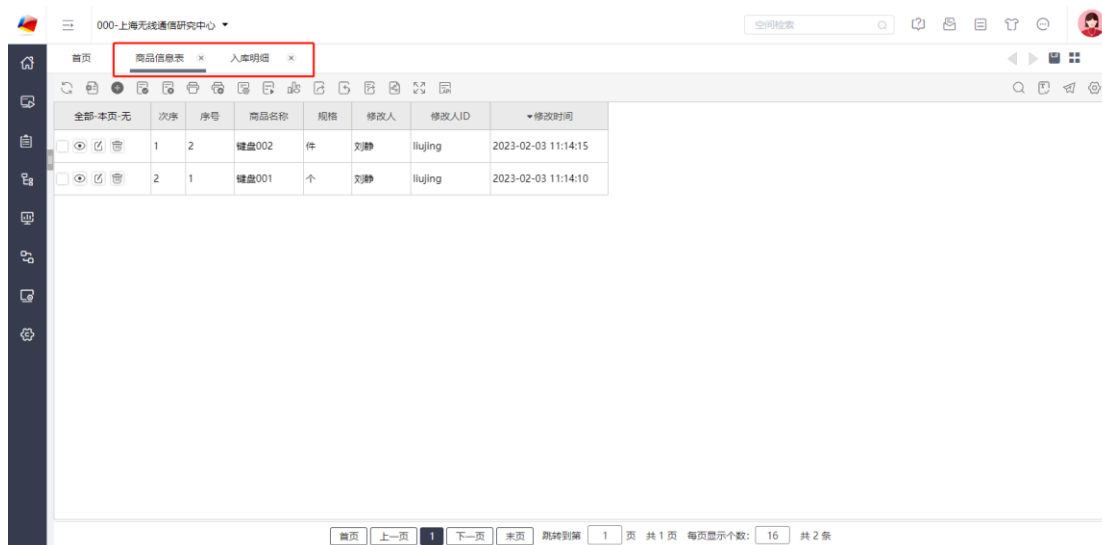 000-上海无线通信研究中心
空间检索
首页 商品信息表 入库明细
全部-本页-无 次序 序号 商品名称 规格 修改人 修改人ID 修改时间
1 2 键盘002 件 刘静 liujing 2023-02-03 11:14:15
2 1 键盘001 个 刘静 liujing 2023-02-03 11:14:10
首页 上一页 1 下一页 末页 跳转到第 1 页 共1页 每页显示个数: 16 共2条